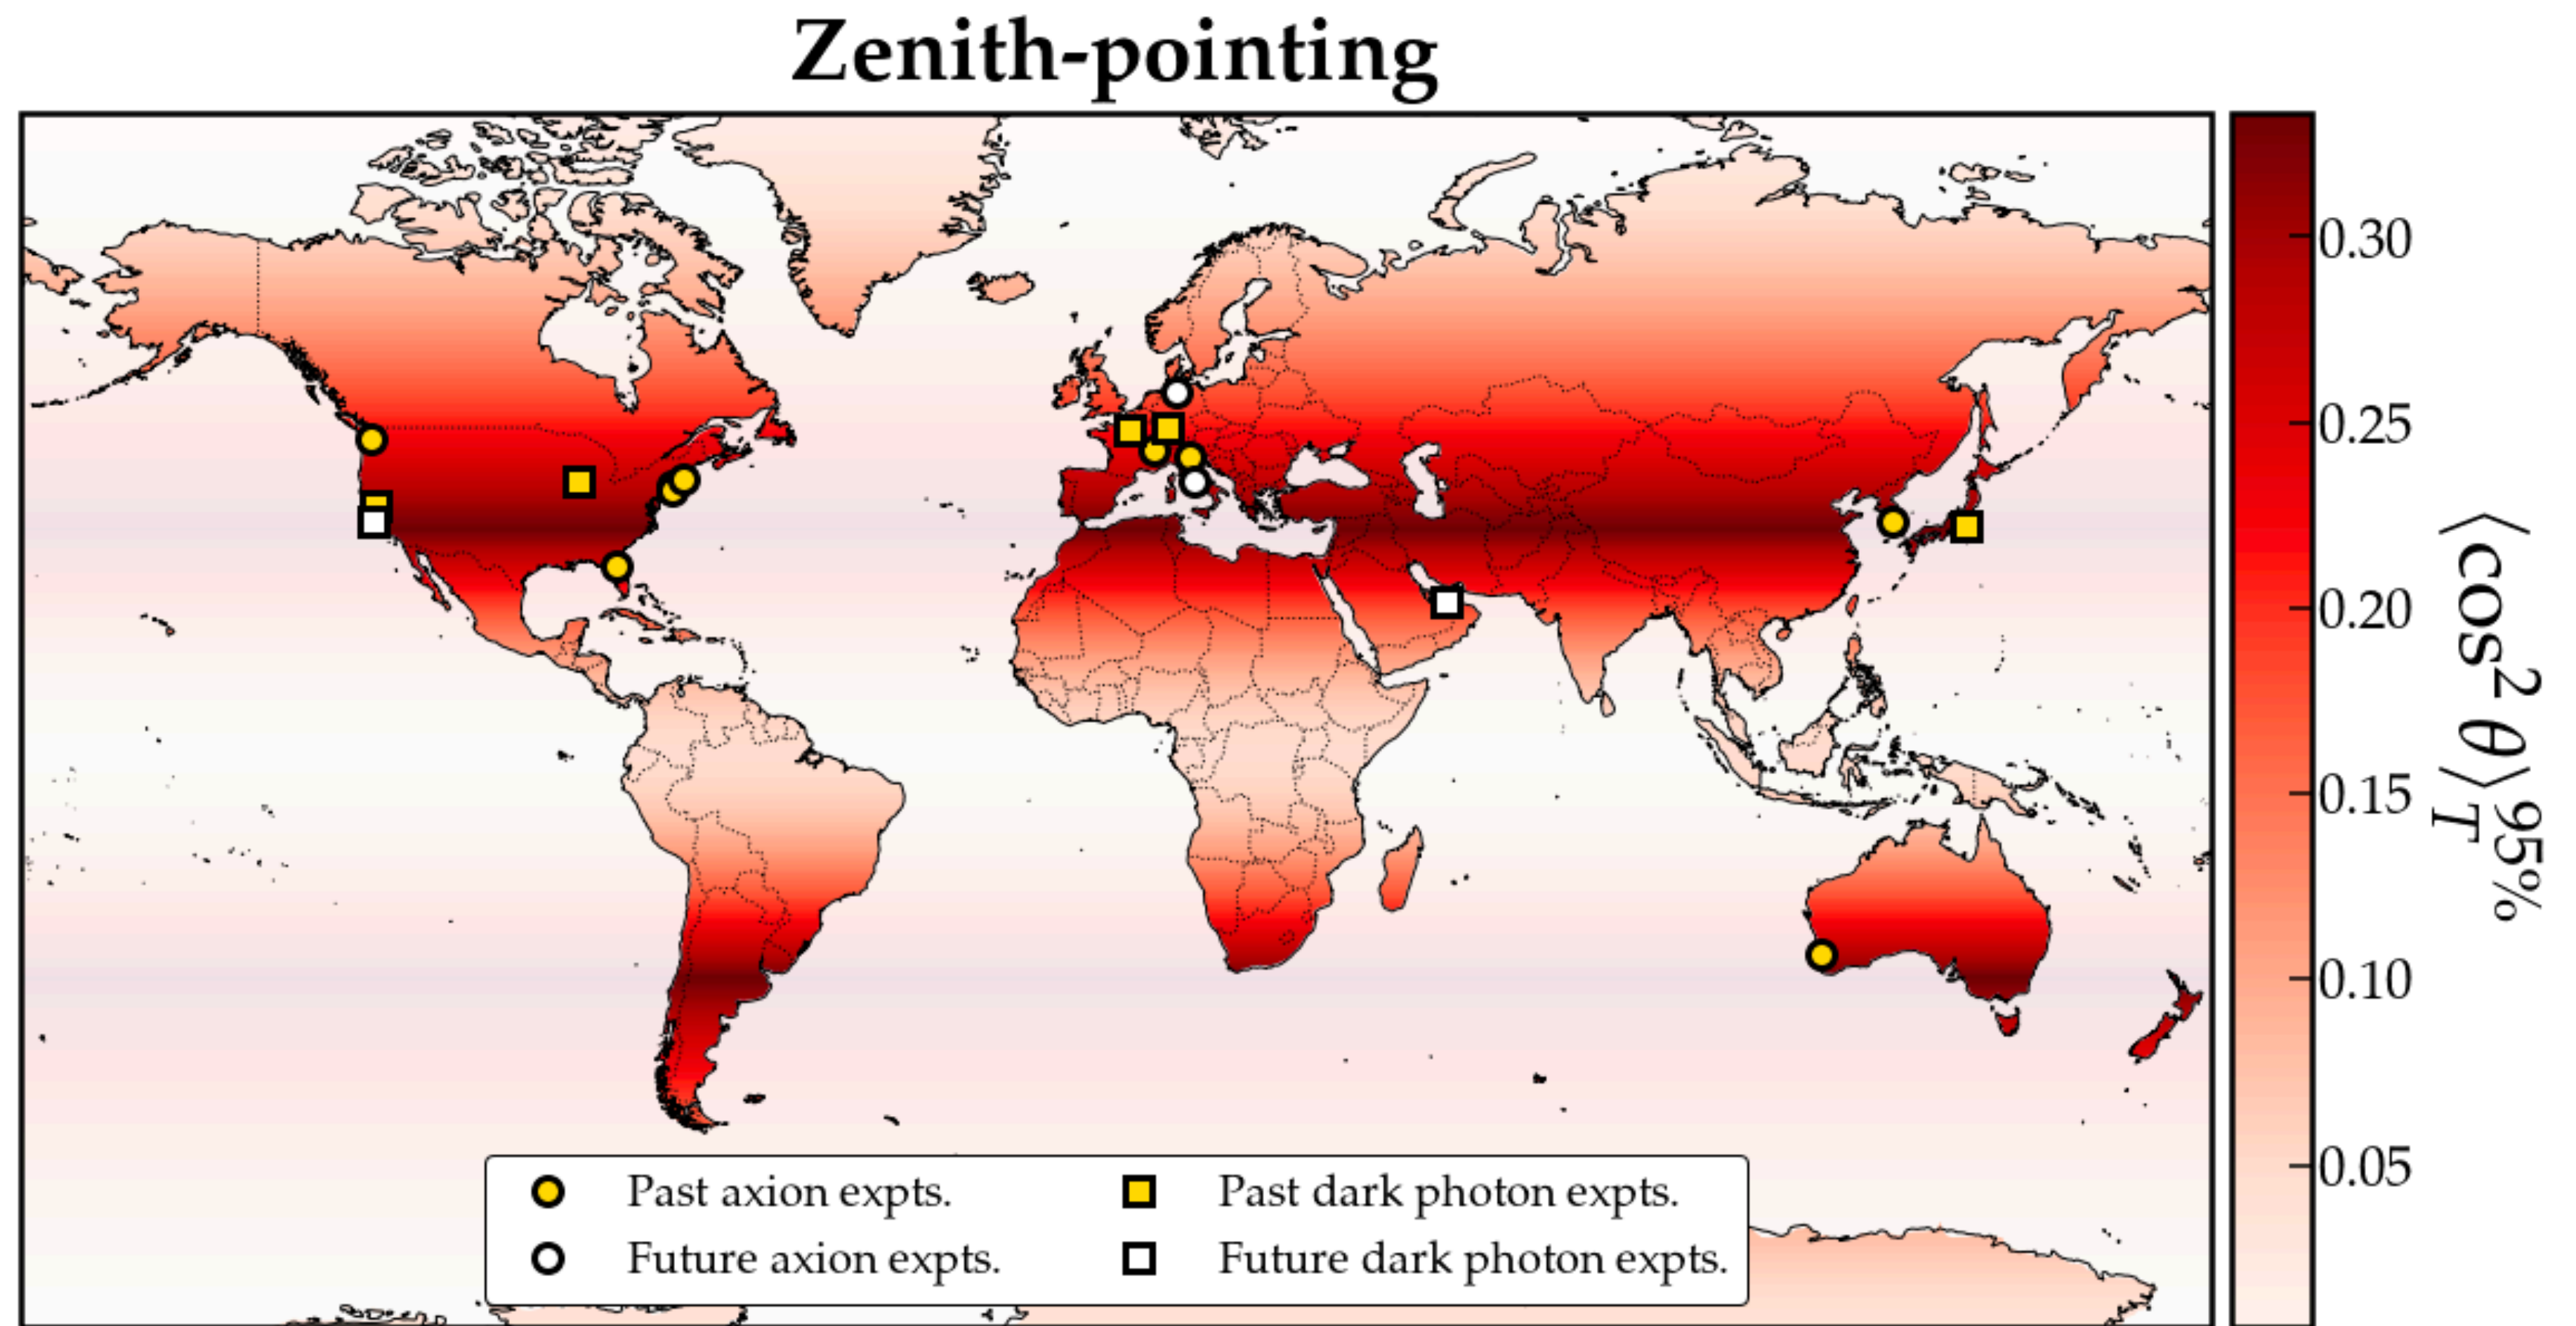 Zenith-pointing
0.30
0.25
0.20
0.15
0.10
0.05
⟨cos² θ⟩_T^95%
Past axion expts.
Past dark photon expts.
Future axion expts.
Future dark photon expts.